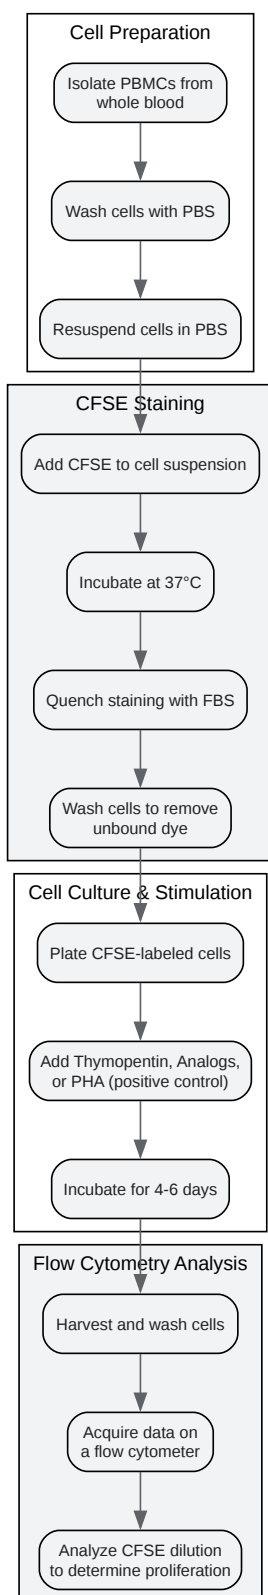 Cell Preparation
Isolate PBMCs from
whole blood
Wash cells with PBS
Resuspend cells in PBS
CFSE Staining
Add CFSE to cell suspension
Incubate at 37°C
Quench staining with FBS
Wash cells to remove
unbound dye
Cell Culture & Stimulation
Plate CFSE-labeled cells
Add Thymopentin, Analogs,
or PHA (positive control)
Incubate for 4-6 days
Flow Cytometry Analysis
Harvest and wash cells
Acquire data on
a flow cytometer
Analyze CFSE dilution
to determine proliferation